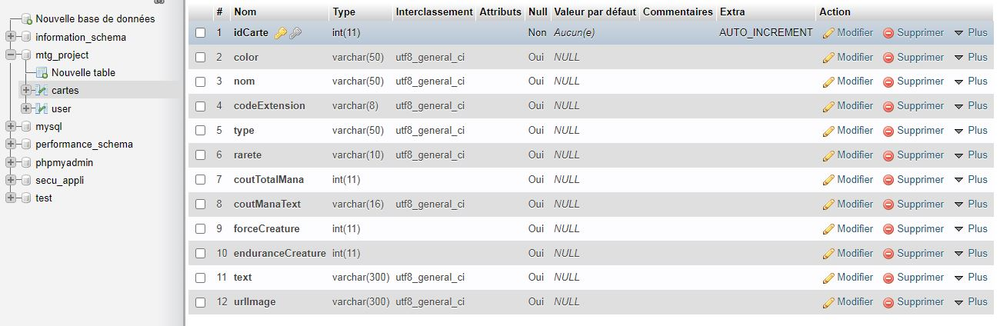 Nouvelle base de données
information_schema
mtg_project
Nouvelle table
cartes
user
mysql
performance_schema
phpmyadmin
secu_appli
test
# Nom Type Interclassement Attributs Null Valeur par défaut Commentaires Extra Action
1 idCarte int(11) Non Aucun(e) AUTO_INCREMENT Modifier Supprimer Plus
2 color varchar(50) utf8_general_ci Oui NULL Modifier Supprimer Plus
3 nom varchar(50) utf8_general_ci Oui NULL Modifier Supprimer Plus
4 codeExtension varchar(8) utf8_general_ci Oui NULL Modifier Supprimer Plus
5 type varchar(50) utf8_general_ci Oui NULL Modifier Supprimer Plus
6 rarete varchar(10) utf8_general_ci Oui NULL Modifier Supprimer Plus
7 coutTotalMana int(11) Oui NULL Modifier Supprimer Plus
8 coutManaText varchar(16) utf8_general_ci Oui NULL Modifier Supprimer Plus
9 forceCreature int(11) Oui NULL Modifier Supprimer Plus
10 enduranceCreature int(11) Oui NULL Modifier Supprimer Plus
11 text varchar(300) utf8_general_ci Oui NULL Modifier Supprimer Plus
12 urlImage varchar(300) utf8_general_ci Oui NULL Modifier Supprimer Plus